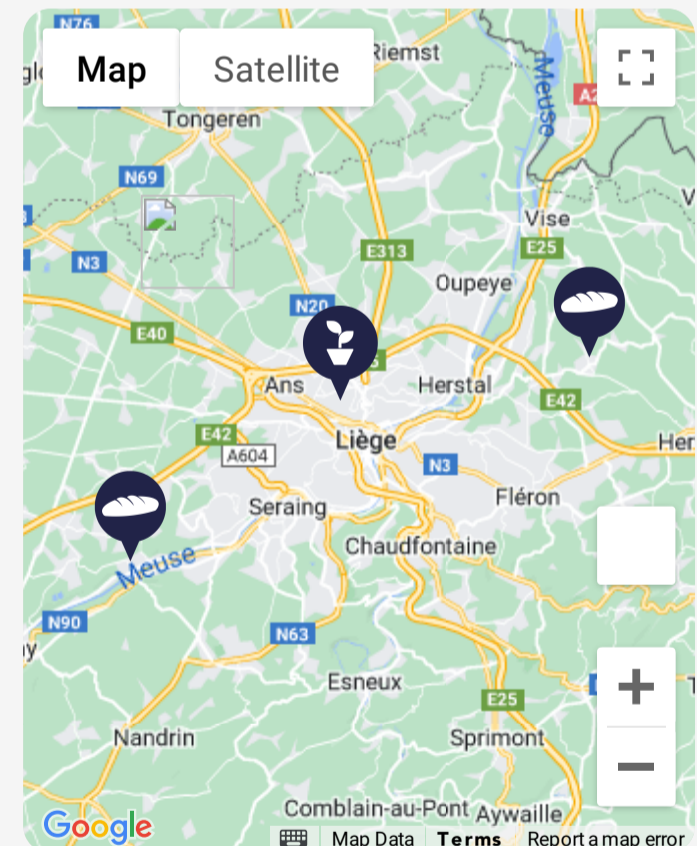 N76
Map
Satellite
Riemst
Meuse
Tongeren
N69
Vise
E25
N3
E313
Oupeye
N20
E40
Ans
Herstal
E42
Liège
E42
A604
N3
Her
Seraing
Fléron
Chaudfontaine
Meuse
N90
N63
Esneux
E25
Nandrin
Sprimont
Comblain-au-Pont
Aywaille
Google
Map Data
Terms
Report a map error